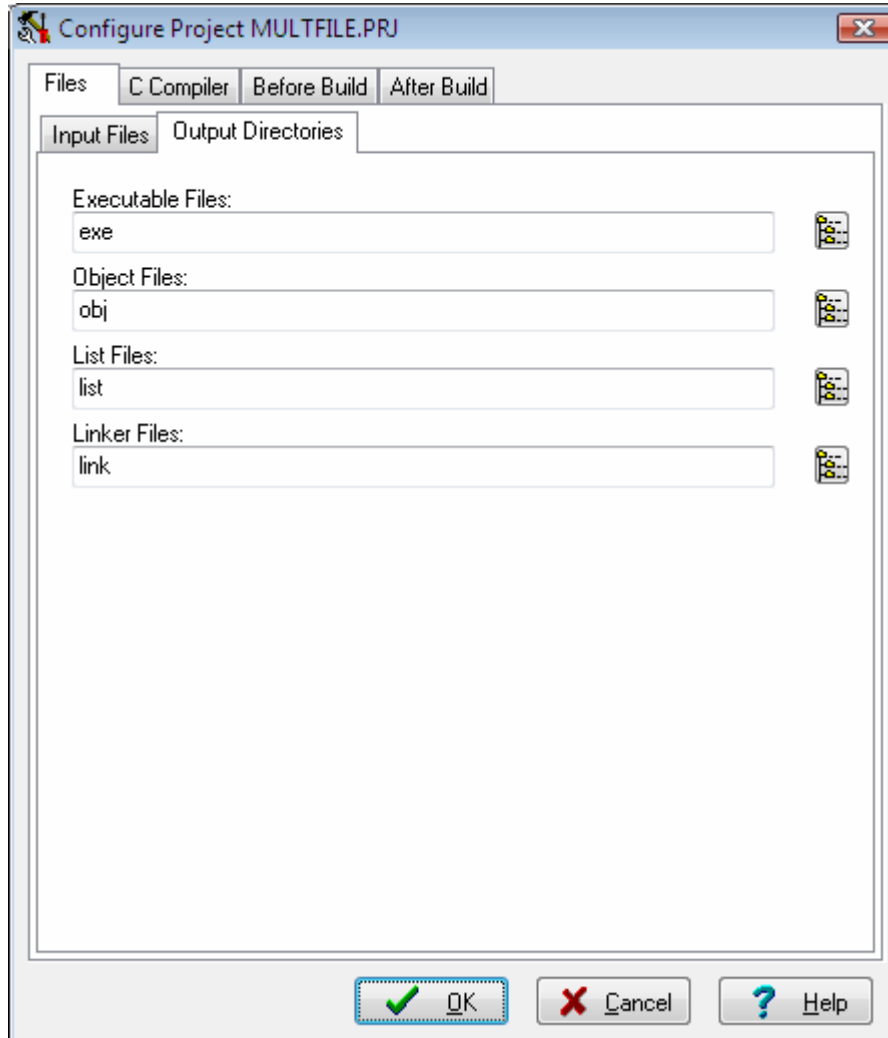 Configure Project MULTFILE.PRJ
Files C Compiler Before Build After Build
Input Files Output Directories
Executable Files:
exe
Object Files:
obj
List Files:
list
Linker Files:
link
OK Cancel Help